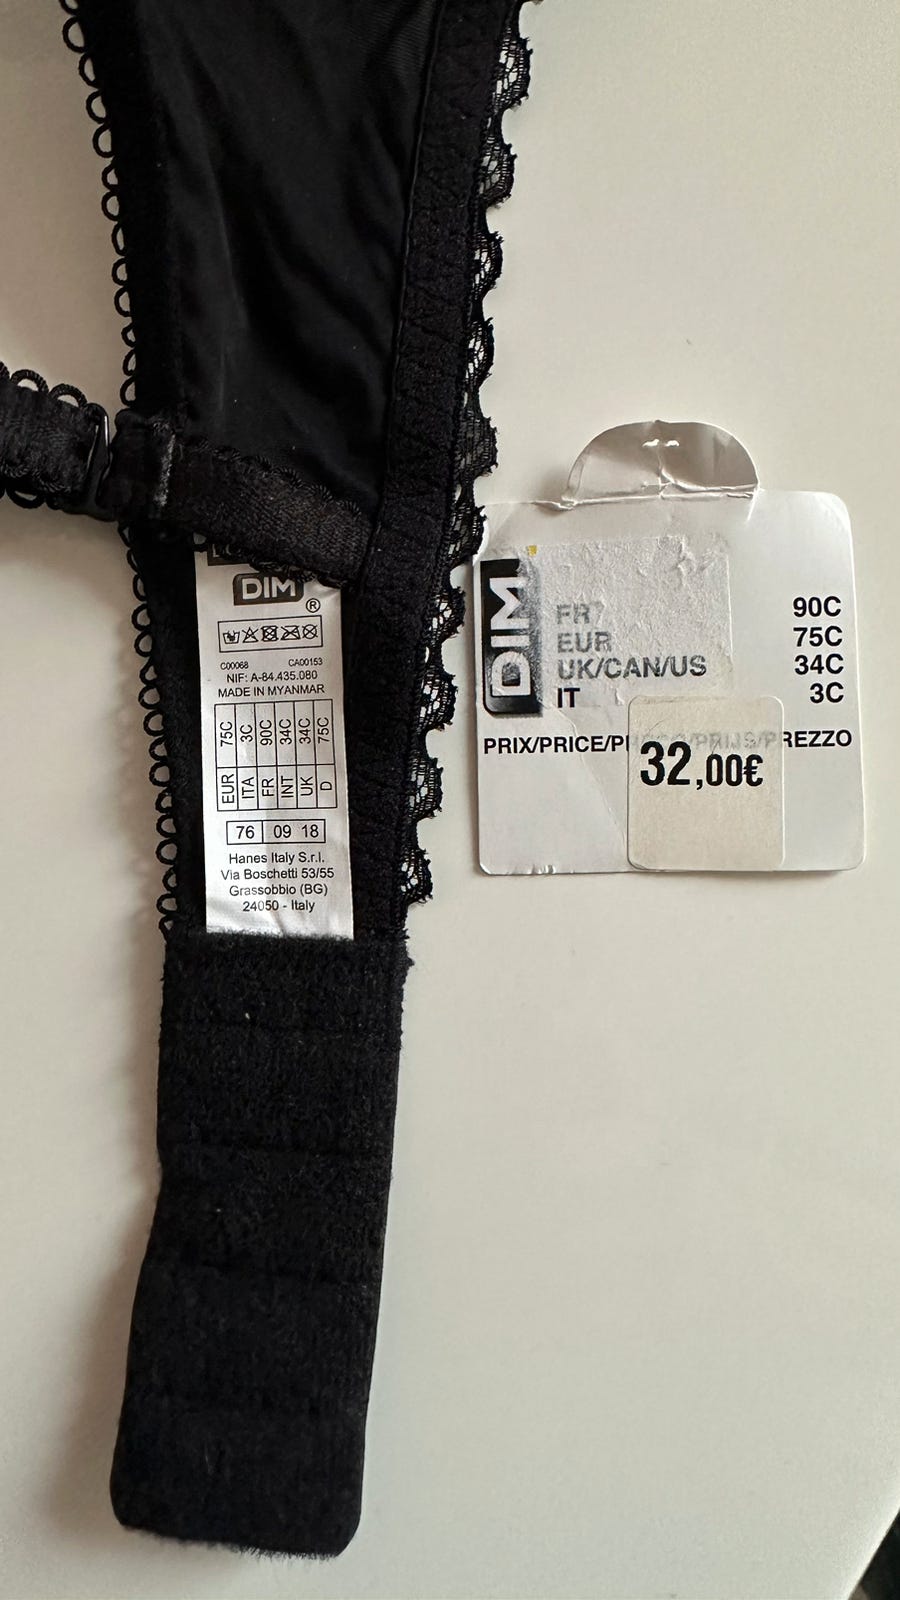 DIM
®
C00068 CA00153
NIF: A-84.435.080
MADE IN MYANMAR
EUR 75C
ITA 3C
FR 90C
INT 34C
UK 34C
D 75C
76 09 18
Hanes Italy S.r.l.
Via Boschetti 53/55
Grassobbio (BG)
24050 - Italy
DIM
FR 90C
EUR 75C
UK/CAN/US 34C
IT 3C
PRIX/PRICE/PRECIO/PRIJS/PREZZO
32,00€